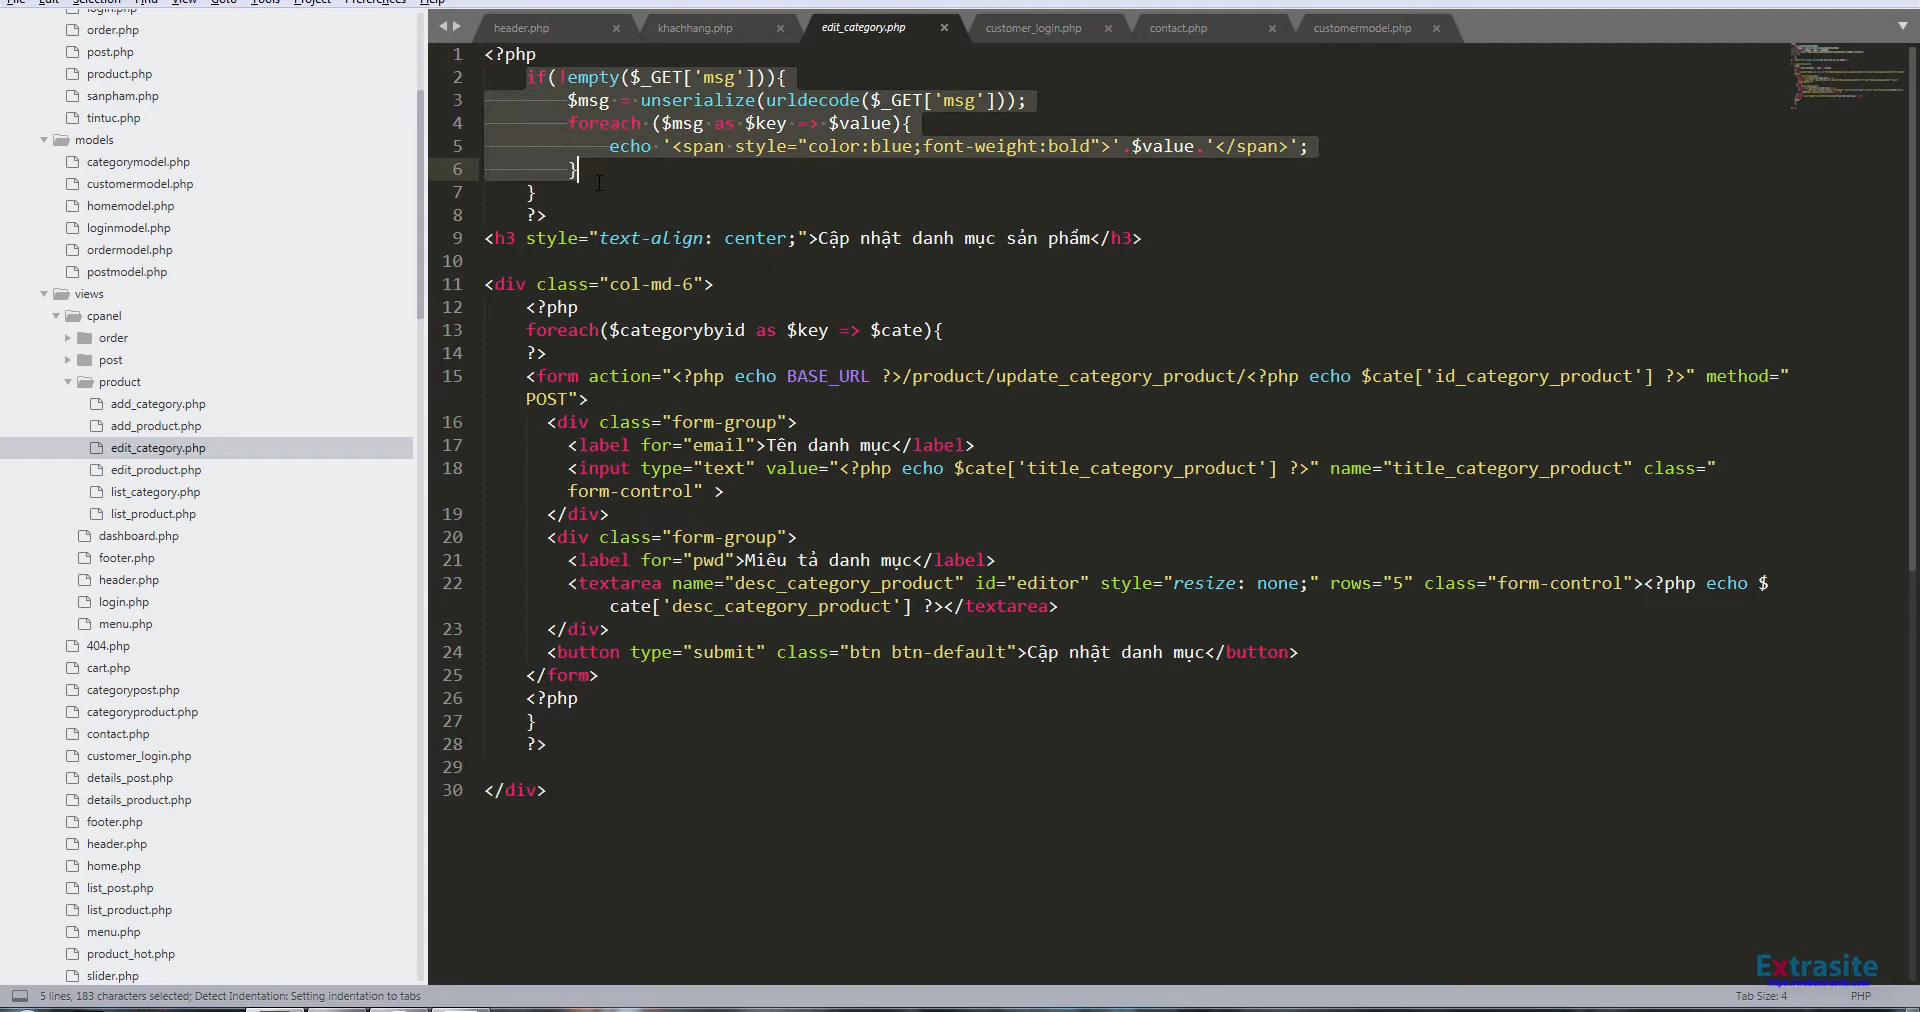 File Edit Selection Find View Goto Tools Project Preferences Help
login.php
order.php
post.php
product.php
sanpham.php
tintuc.php
models
categorymodel.php
customermodel.php
homemodel.php
loginmodel.php
ordermodel.php
postmodel.php
views
cpanel
order
post
product
add_category.php
add_product.php
edit_category.php
edit_product.php
list_category.php
list_product.php
dashboard.php
footer.php
header.php
login.php
menu.php
404.php
cart.php
categorypost.php
categoryproduct.php
contact.php
customer_login.php
details_post.php
details_product.php
footer.php
header.php
home.php
list_post.php
list_product.php
menu.php
product_hot.php
slider.php
header.php khachhang.php edit_category.php customer_login.php contact.php customermodel.php
1 <?php
2 if(!empty($_GET['msg'])){
3 $msg = unserialize(urldecode($_GET['msg']));
4 foreach ($msg as $key => $value){
5 echo '<span style="color:blue;font-weight:bold">'.$value.'</span>';
6 }
7 }
8 ?>
9 <h3 style="text-align: center;">Cập nhật danh mục sản phẩm</h3>
10
11 <div class="col-md-6">
12 <?php
13 foreach($categorybyid as $key => $cate){
14 ?>
15 <form action="<?php echo BASE_URL ?>/product/update_category_product/<?php echo $cate['id_category_product'] ?>" method="
POST">
16 <div class="form-group">
17 <label for="email">Tên danh mục</label>
18 <input type="text" value="<?php echo $cate['title_category_product'] ?>" name="title_category_product" class="
form-control" >
19 </div>
20 <div class="form-group">
21 <label for="pwd">Miêu tả danh mục</label>
22 <textarea name="desc_category_product" id="editor" style="resize: none;" rows="5" class="form-control"><?php echo $
cate['desc_category_product'] ?></textarea>
23 </div>
24 <button type="submit" class="btn btn-default">Cập nhật danh mục</button>
25 </form>
26 <?php
27 }
28 ?>
29
30 </div>
Extrasite
5 lines, 183 characters selected; Detect Indentation: Setting indentation to tabs
Tab Size: 4 PHP